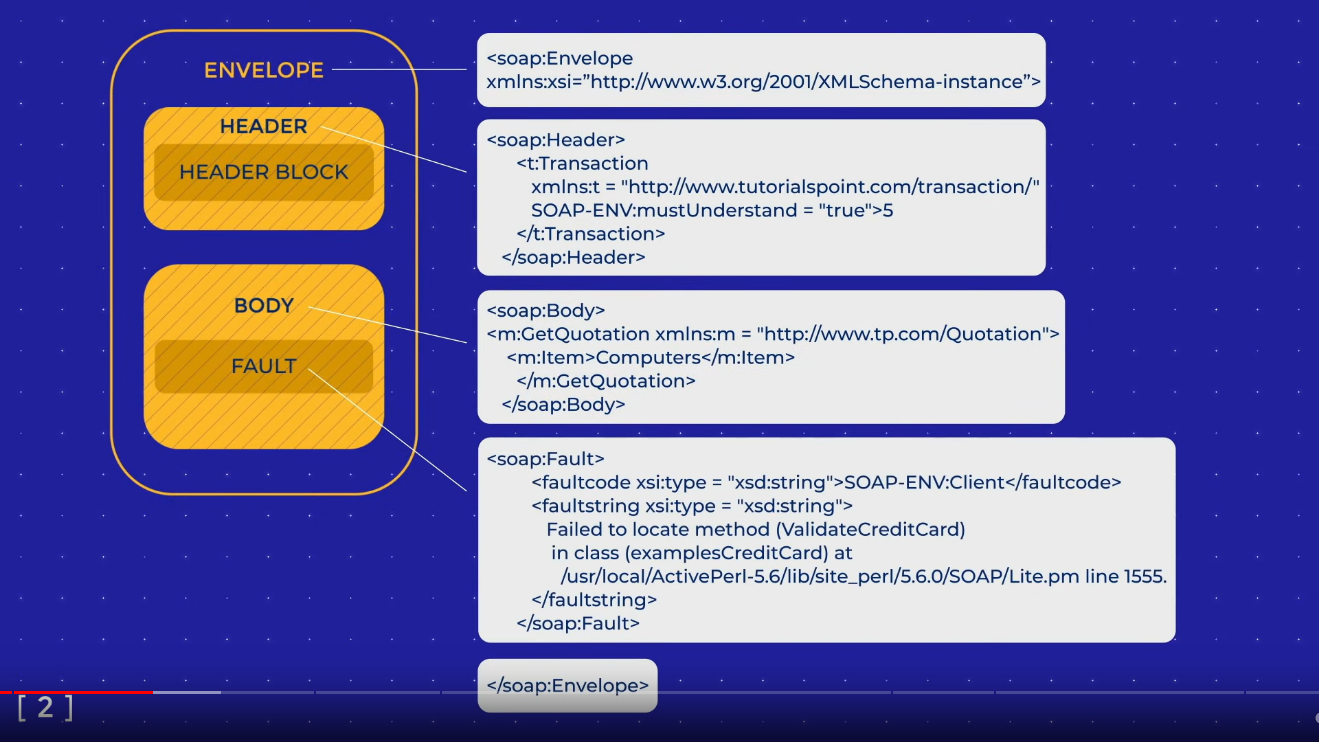 ENVELOPE
HEADER
HEADER BLOCK
BODY
FAULT
<soap:Envelope
xmlns:xsi=”http://www.w3.org/2001/XMLSchema-instance”>
<soap:Header>
<t:Transaction
xmlns:t = "http://www.tutorialspoint.com/transaction/"
SOAP-ENV:mustUnderstand = "true">5
</t:Transaction>
</soap:Header>
<soap:Body>
<m:GetQuotation xmlns:m = "http://www.tp.com/Quotation">
<m:Item>Computers</m:Item>
</m:GetQuotation>
</soap:Body>
<soap:Fault>
<faultcode xsi:type = "xsd:string">SOAP-ENV:Client</faultcode>
<faultstring xsi:type = "xsd:string">
Failed to locate method (ValidateCreditCard)
in class (examplesCreditCard) at
/usr/local/ActivePerl-5.6/lib/site_perl/5.6.0/SOAP/Lite.pm line 1555.
</faultstring>
</soap:Fault>
</soap:Envelope>
[ 2 ]